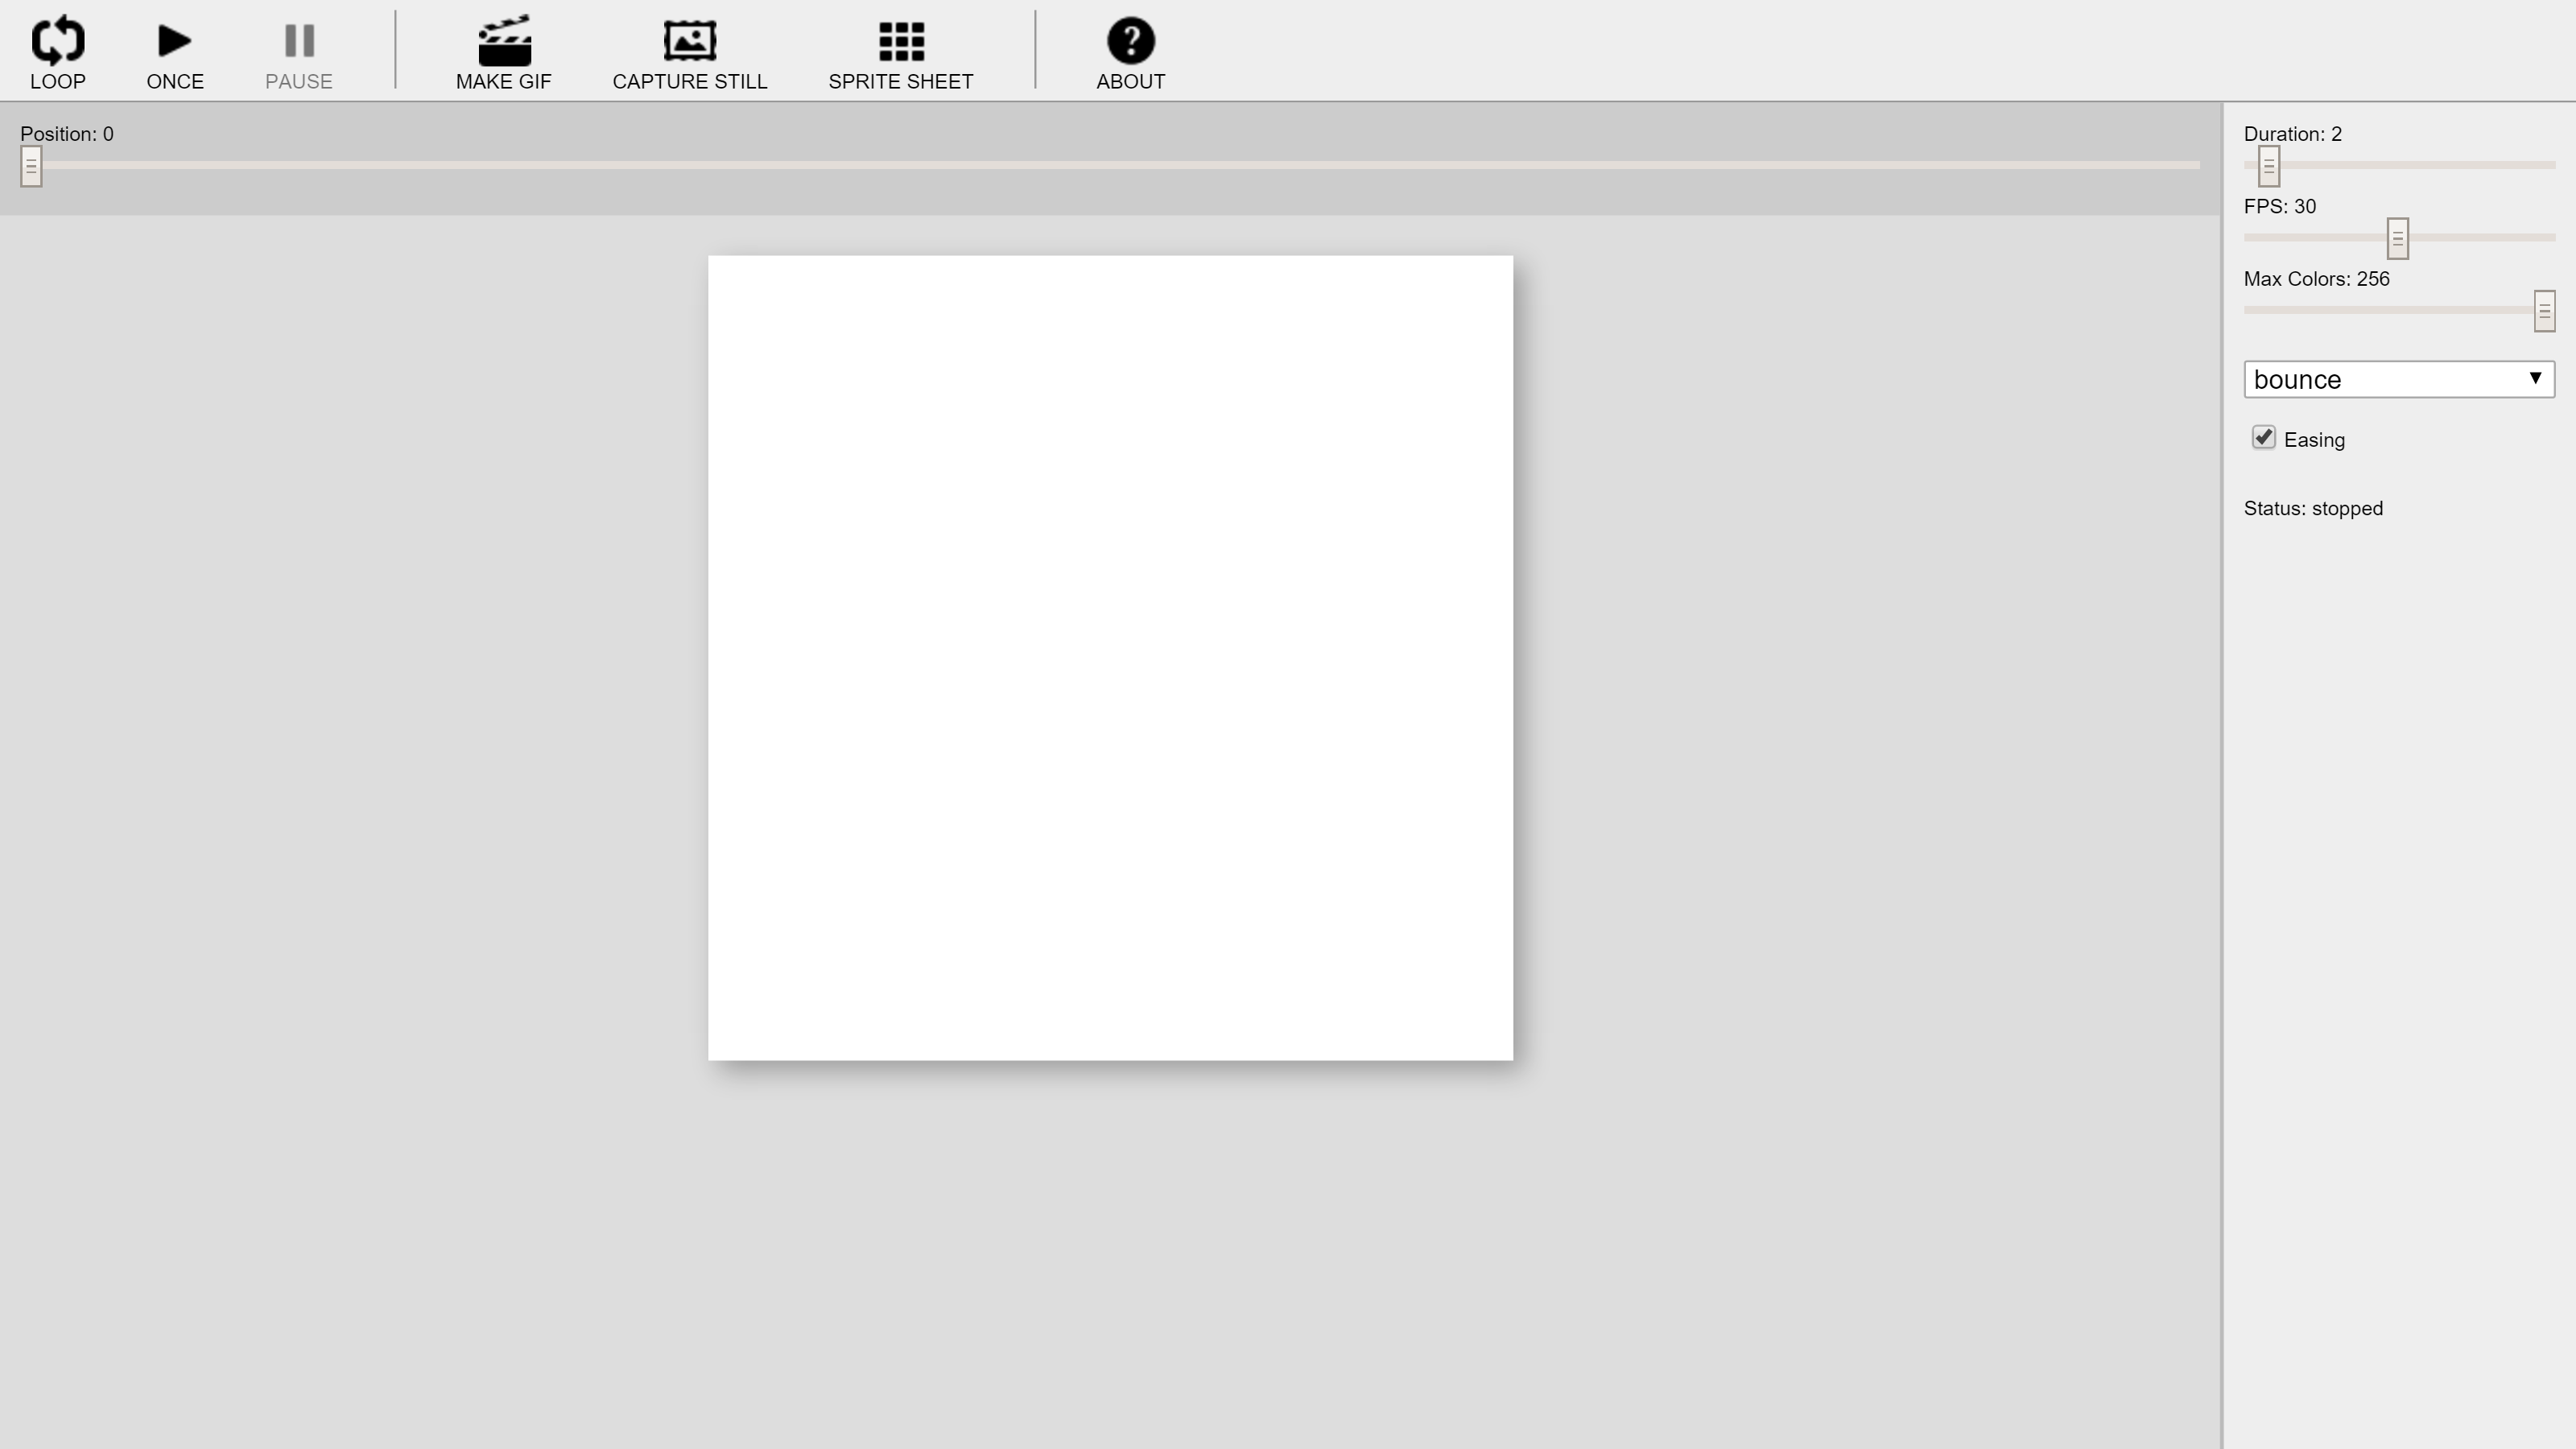 LOOP ONCE PAUSE MAKE GIF CAPTURE STILL SPRITE SHEET ABOUT
Position: 0
Duration: 2
FPS: 30
Max Colors: 256
bounce
Easing
Status: stopped